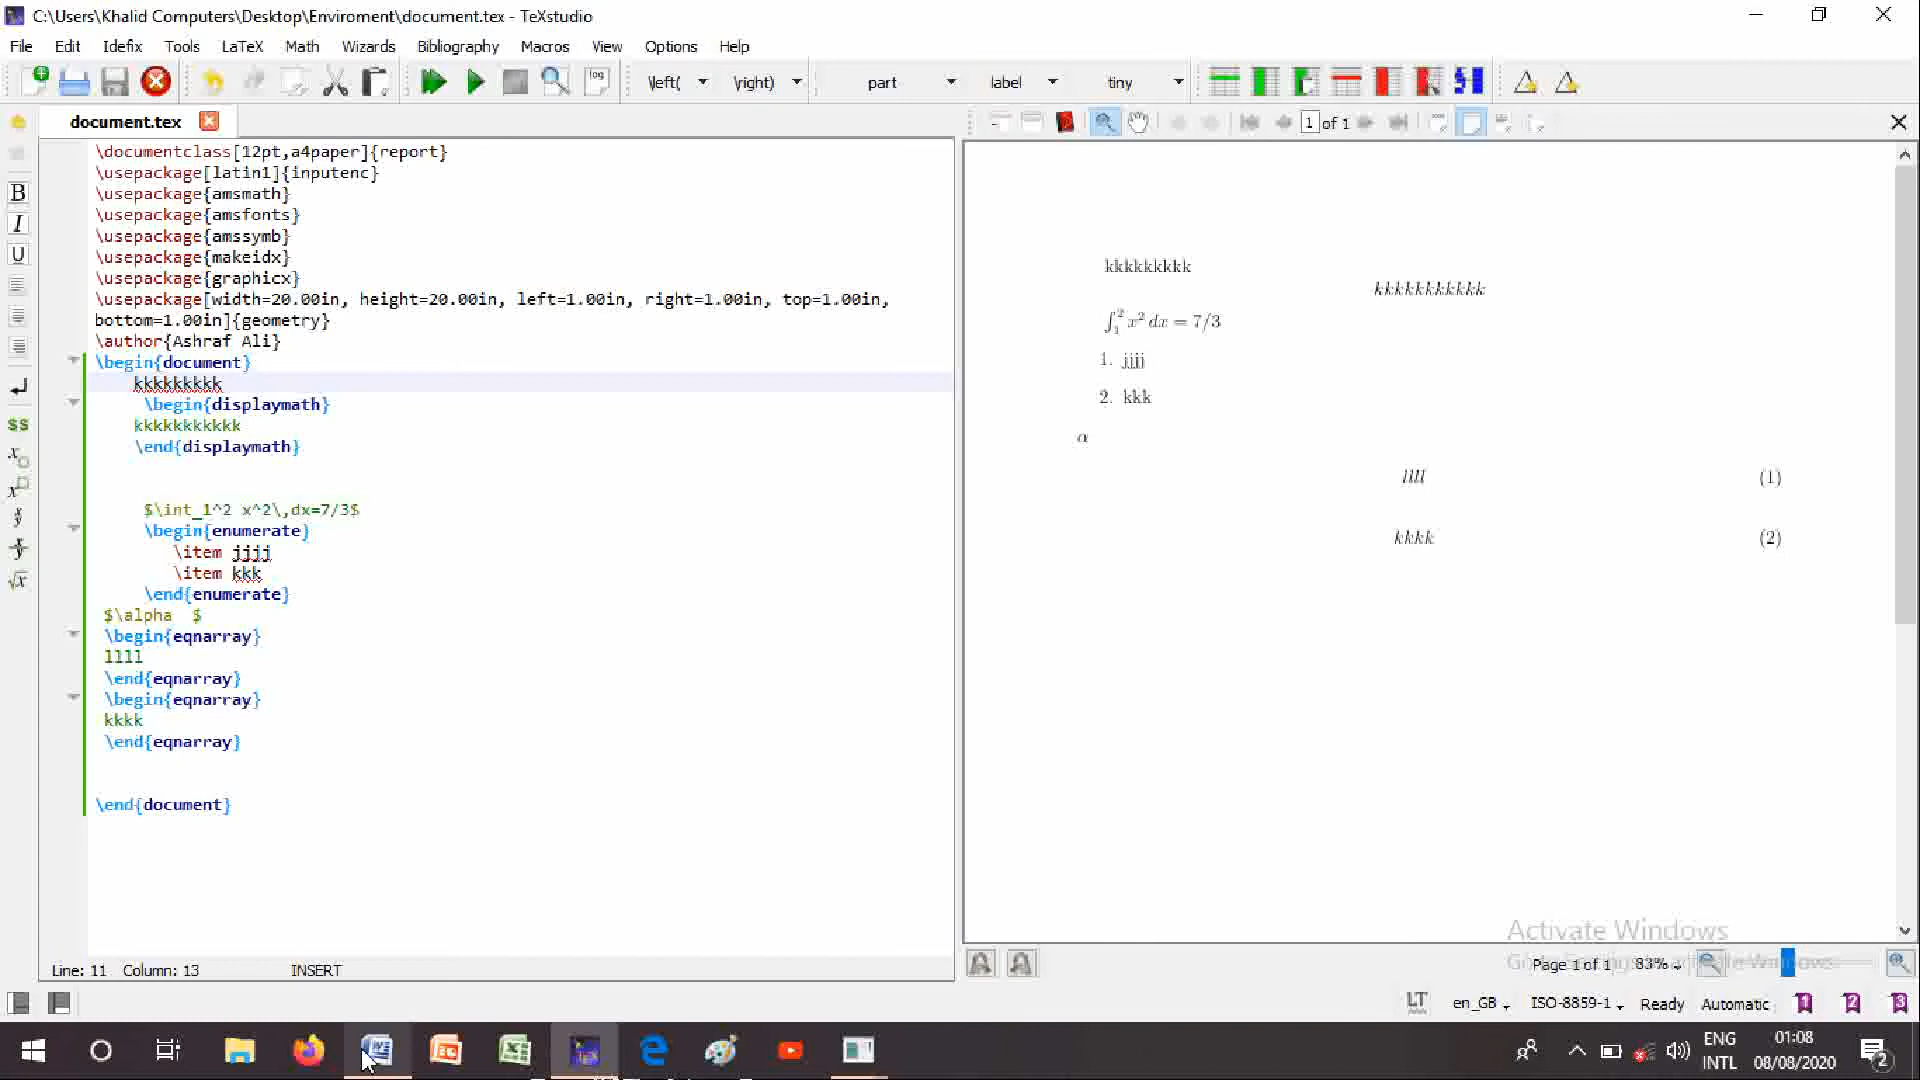 C:\Users\Khalid Computers\Desktop\Enviroment\document.tex - TeXstudio
File Edit Idefix Tools LaTeX Math Wizards Bibliography Macros View Options Help
log \left( \right) part label tiny
document.tex
1 of 1
\documentclass[12pt,a4paper]{report}
\usepackage[latin1]{inputenc}
\usepackage{amsmath}
\usepackage{amsfonts}
\usepackage{amssymb}
\usepackage{makeidx}
\usepackage{graphicx}
\usepackage[width=20.00in, height=20.00in, left=1.00in, right=1.00in, top=1.00in,
bottom=1.00in]{geometry}
\author{Ashraf Ali}
\begin{document}
kkkkkkkkk
\begin{displaymath}
kkkkkkkkkkk
\end{displaymath}
$\int_1^2 x^2\,dx=7/3$
\begin{enumerate}
\item jjjj
\item kkk
\end{enumerate}
$\alpha  $
\begin{eqnarray}
llll
\end{eqnarray}
\begin{eqnarray}
kkkk
\end{eqnarray}
\end{document}
kkkkkkkkk
kkkkkkkkkkk
∫₁² x² dx = 7/3
1. jjjj
2. kkk
α
llll (1)
kkkk (2)
Activate Windows
Page 1 of 1 83%
Line: 11 Column: 13 INSERT
LT en_GB ISO-8859-1 Ready Automatic 1 2 3
ENG
INTL
01:08
08/08/2020
2